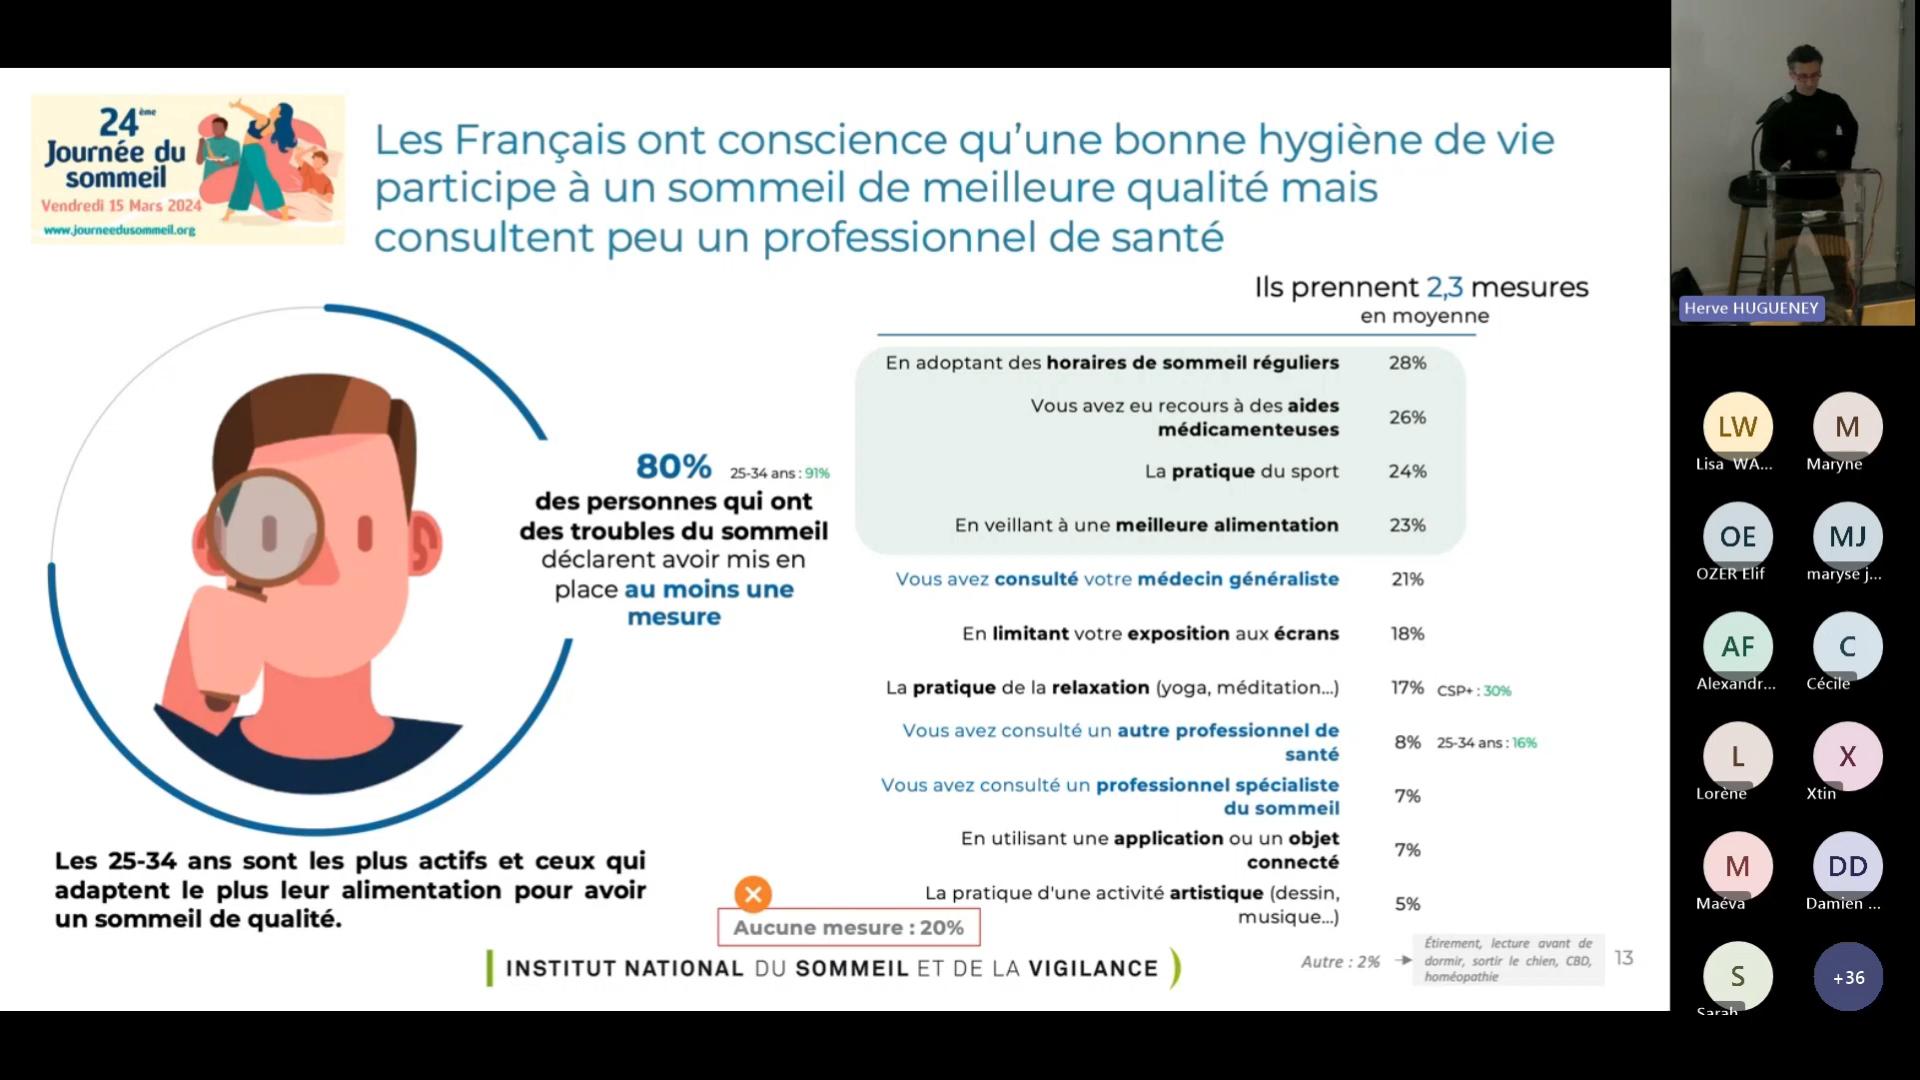 24ème
Journée du
sommeil
Vendredi 15 Mars 2024
www.journeedusommeil.org
Les Français ont conscience qu’une bonne hygiène de vie
participe à un sommeil de meilleure qualité mais
consultent peu un professionnel de santé
Ils prennent 2,3 mesures
en moyenne
80% 25-34 ans : 91%
des personnes qui ont
des troubles du sommeil
déclarent avoir mis en
place au moins une
mesure
En adoptant des horaires de sommeil réguliers 28%
Vous avez eu recours à des aides
médicamenteuses 26%
La pratique du sport 24%
En veillant à une meilleure alimentation 23%
Vous avez consulté votre médecin généraliste 21%
En limitant votre exposition aux écrans 18%
La pratique de la relaxation (yoga, méditation...) 17% CSP+ : 30%
Vous avez consulté un autre professionnel de
santé 8% 25-34 ans : 16%
Vous avez consulté un professionnel spécialiste
du sommeil 7%
En utilisant une application ou un objet
connecté 7%
La pratique d'une activité artistique (dessin,
musique...) 5%
Les 25-34 ans sont les plus actifs et ceux qui
adaptent le plus leur alimentation pour avoir
un sommeil de qualité.
Aucune mesure : 20%
INSTITUT NATIONAL DU SOMMEIL ET DE LA VIGILANCE
Autre : 2%
Étirement, lecture avant de
dormir, sortir le chien, CBD,
homéopathie
13
Herve HUGUENEY
LW
Lisa WA...
M
Maryne
OE
OZER Elif
MJ
maryse j...
AF
Alexandr...
C
Cécile
L
Lorène
X
Xtin
M
Maéva
DD
Damien ...
S
Sarah
+36